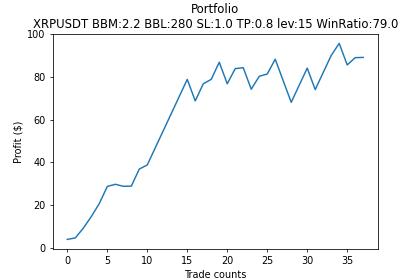 Portfolio
XRPUSDT BBM:2.2 BBL:280 SL:1.0 TP:0.8 lev:15 WinRatio:79.0
100
80
60
40
20
0
Profit ($)
0 5 10 15 20 25 30 35
Trade counts